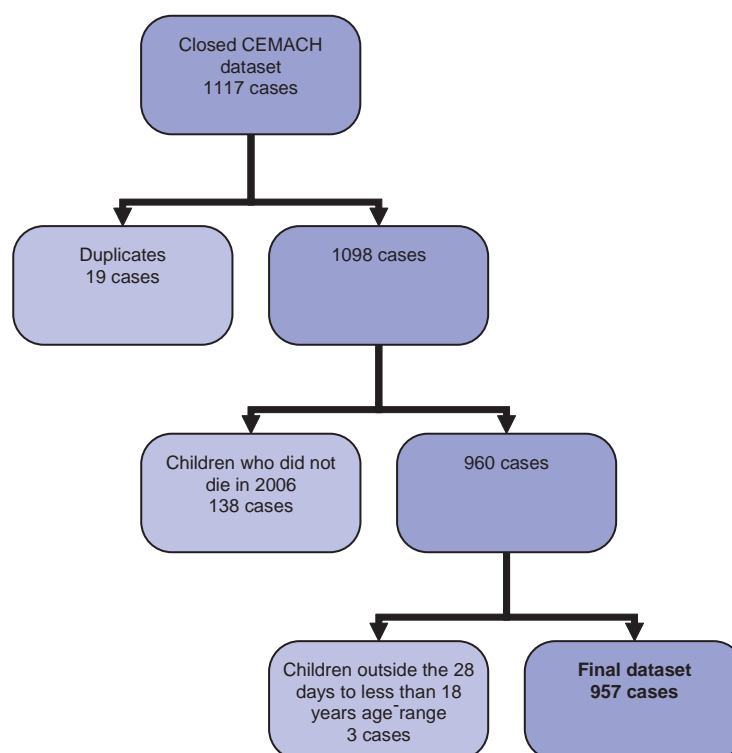 Closed CEMACH
dataset
1117 cases
Duplicates
19 cases
1098 cases
Children who did not
die in 2006
138 cases
960 cases
Children outside the 28
days to less than 18
years age-range
3 cases
Final dataset
957 cases